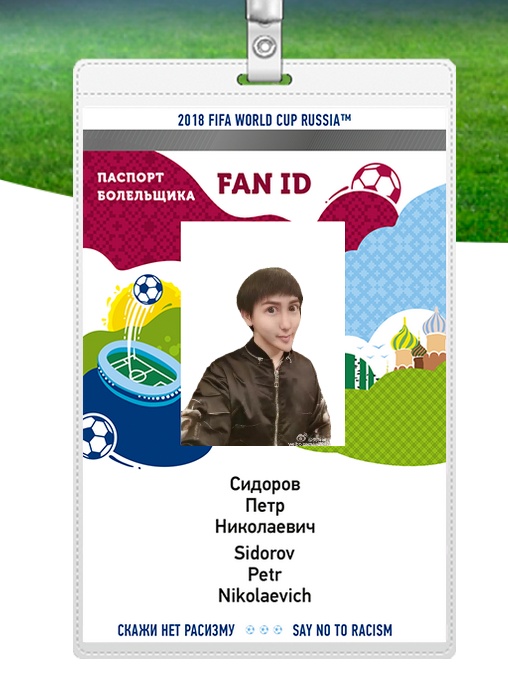 2018 FIFA WORLD CUP RUSSIA™
ПАСПОРТ
БОЛЕЛЬЩИКА
FAN ID
Сидоров
Петр
Николаевич
Sidorov
Petr
Nikolaevich
СКАЖИ НЕТ РАСИЗМУ
SAY NO TO RACISM